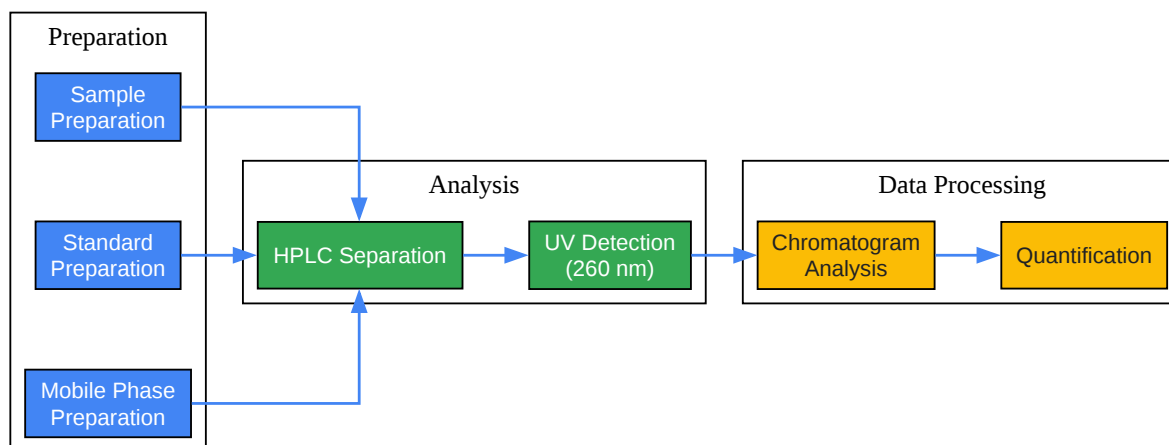 Preparation
Sample
Preparation
Standard
Preparation
Mobile Phase
Preparation
Analysis
HPLC Separation
UV Detection
(260 nm)
Data Processing
Chromatogram
Analysis
Quantification